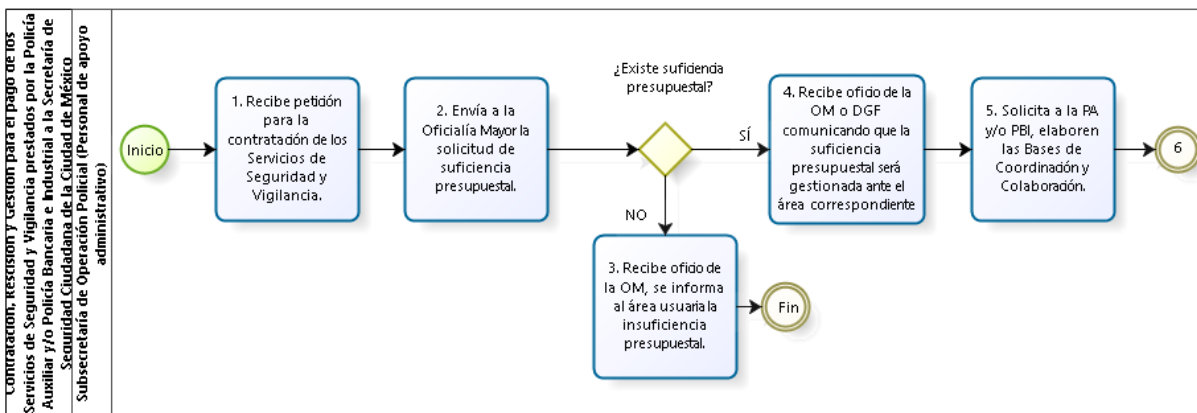 Contratación, Rescisión y Gestión para el pago de los
Servicios de Seguridad y Vigilancia prestados por la Policía
Auxiliar y/o Policía Bancaria e Industrial a la Secretaría de
Seguridad Ciudadana de la Ciudad de México
Subsecretaría de Operación Policial (Personal de apoyo
administrativo)
Inicio
1. Recibe petición
para la
contratación de los
Servicios de
Seguridad y
Vigilancia.
2. Envía a la
Oficialía Mayor la
solicitud de
suficiencia
presupuestal.
¿Existe suficiencia
presupuestal?
SÍ
NO
3. Recibe oficio de
la OM, se informa
al área usuaria la
insuficiencia
presupuestal.
Fin
4. Recibe oficio de la
OM o DGF
comunicando que la
suficiencia
presupuestal será
gestionada ante el
área correspondiente
5. Solicita a la PA
y/o PBI, elaboren
las Bases de
Coordinación y
Colaboración.
6